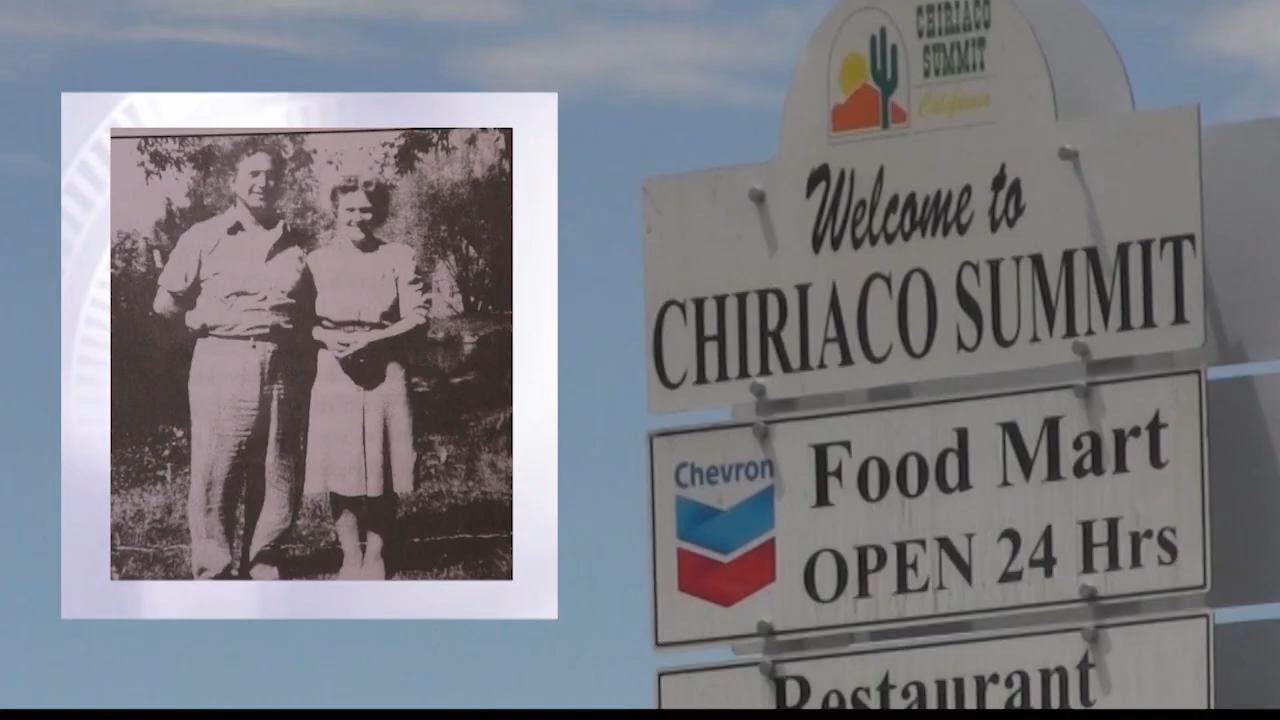 CHIRIACO
SUMMIT
California
Welcome to
CHIRIACO SUMMIT
Chevron
Food Mart
OPEN 24 Hrs
Restaurant